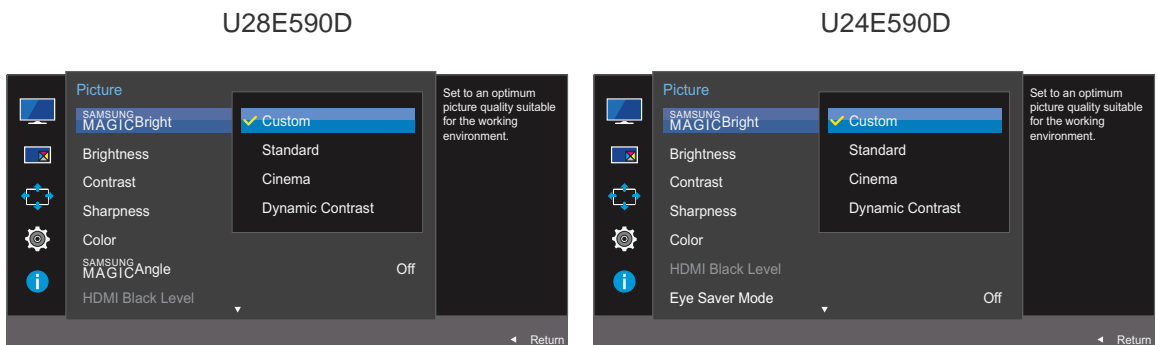 U28E590D
Picture
SAMSUNG
MAGICBright
Custom
Brightness
Standard
Contrast
Cinema
Sharpness
Dynamic Contrast
Color
SAMSUNG
MAGICAngle
Off
HDMI Black Level
Set to an optimum
picture quality suitable
for the working
environment.
Return
U24E590D
Picture
SAMSUNG
MAGICBright
Custom
Brightness
Standard
Contrast
Cinema
Sharpness
Dynamic Contrast
Color
HDMI Black Level
Eye Saver Mode
Off
Set to an optimum
picture quality suitable
for the working
environment.
Return